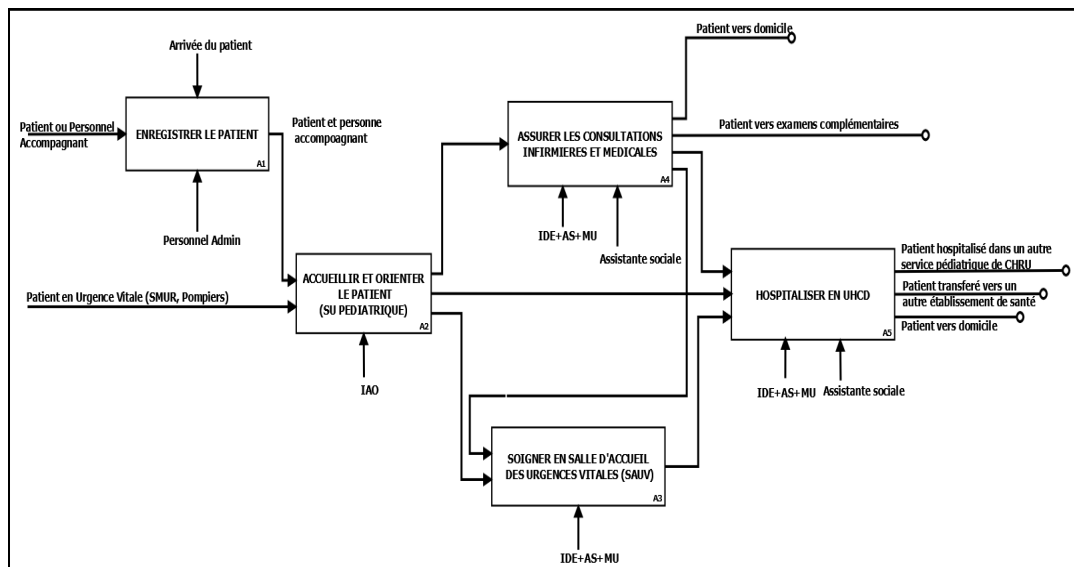 Arrivée du patient
Patient ou Personnel
Accompagnant
ENREGISTRER LE PATIENT
A1
Personnel Admin
Patient et personne
accompoagnant
Patient en Urgence Vitale (SMUR, Pompiers)
ACCUEILLIR ET ORIENTER
LE PATIENT
(SU PEDIATRIQUE)
A2
IAO
ASSURER LES CONSULTATIONS
INFIRMIERES ET MEDICALES
A4
IDE+AS+MU
Assistante sociale
Patient vers domicile
Patient vers examens complémentaires
SOIGNER EN SALLE D'ACCUEIL
DES URGENCES VITALES (SAUV)
A3
IDE+AS+MU
HOSPITALISER EN UHCD
A5
IDE+AS+MU
Assistante sociale
Patient hospitalisé dans un autre
service pédiatrique de CHRU
Patient transferé vers un
autre établissement de santé
Patient vers domicile